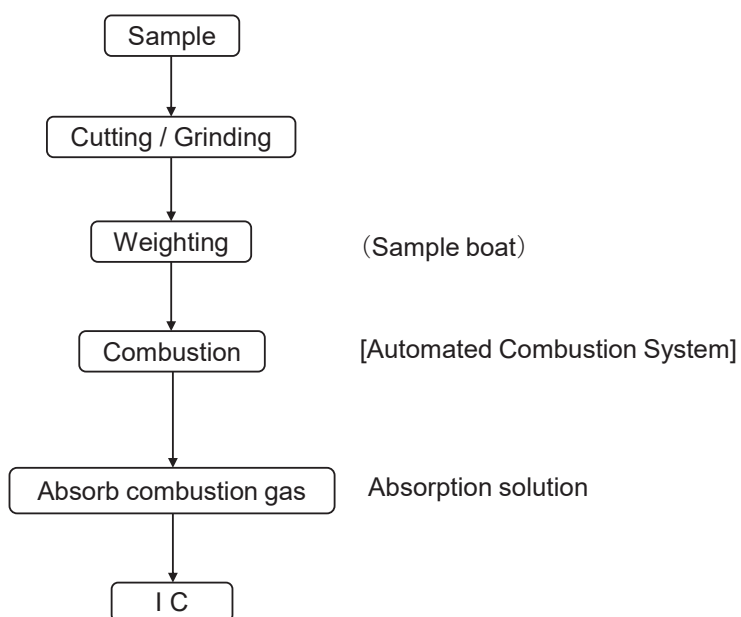 Sample
Cutting / Grinding
Weighting （Sample boat）
Combustion [Automated Combustion System]
Absorb combustion gas Absorption solution
I C